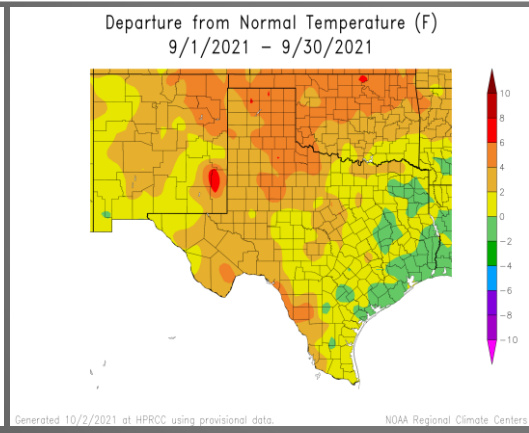 Departure from Normal Temperature (F)
9/1/2021 – 9/30/2021
10
8
6
4
2
0
-2
-4
-6
-8
-10
Generated 10/2/2021 at HPRCC using provisional data.
NOAA Regional Climate Centers